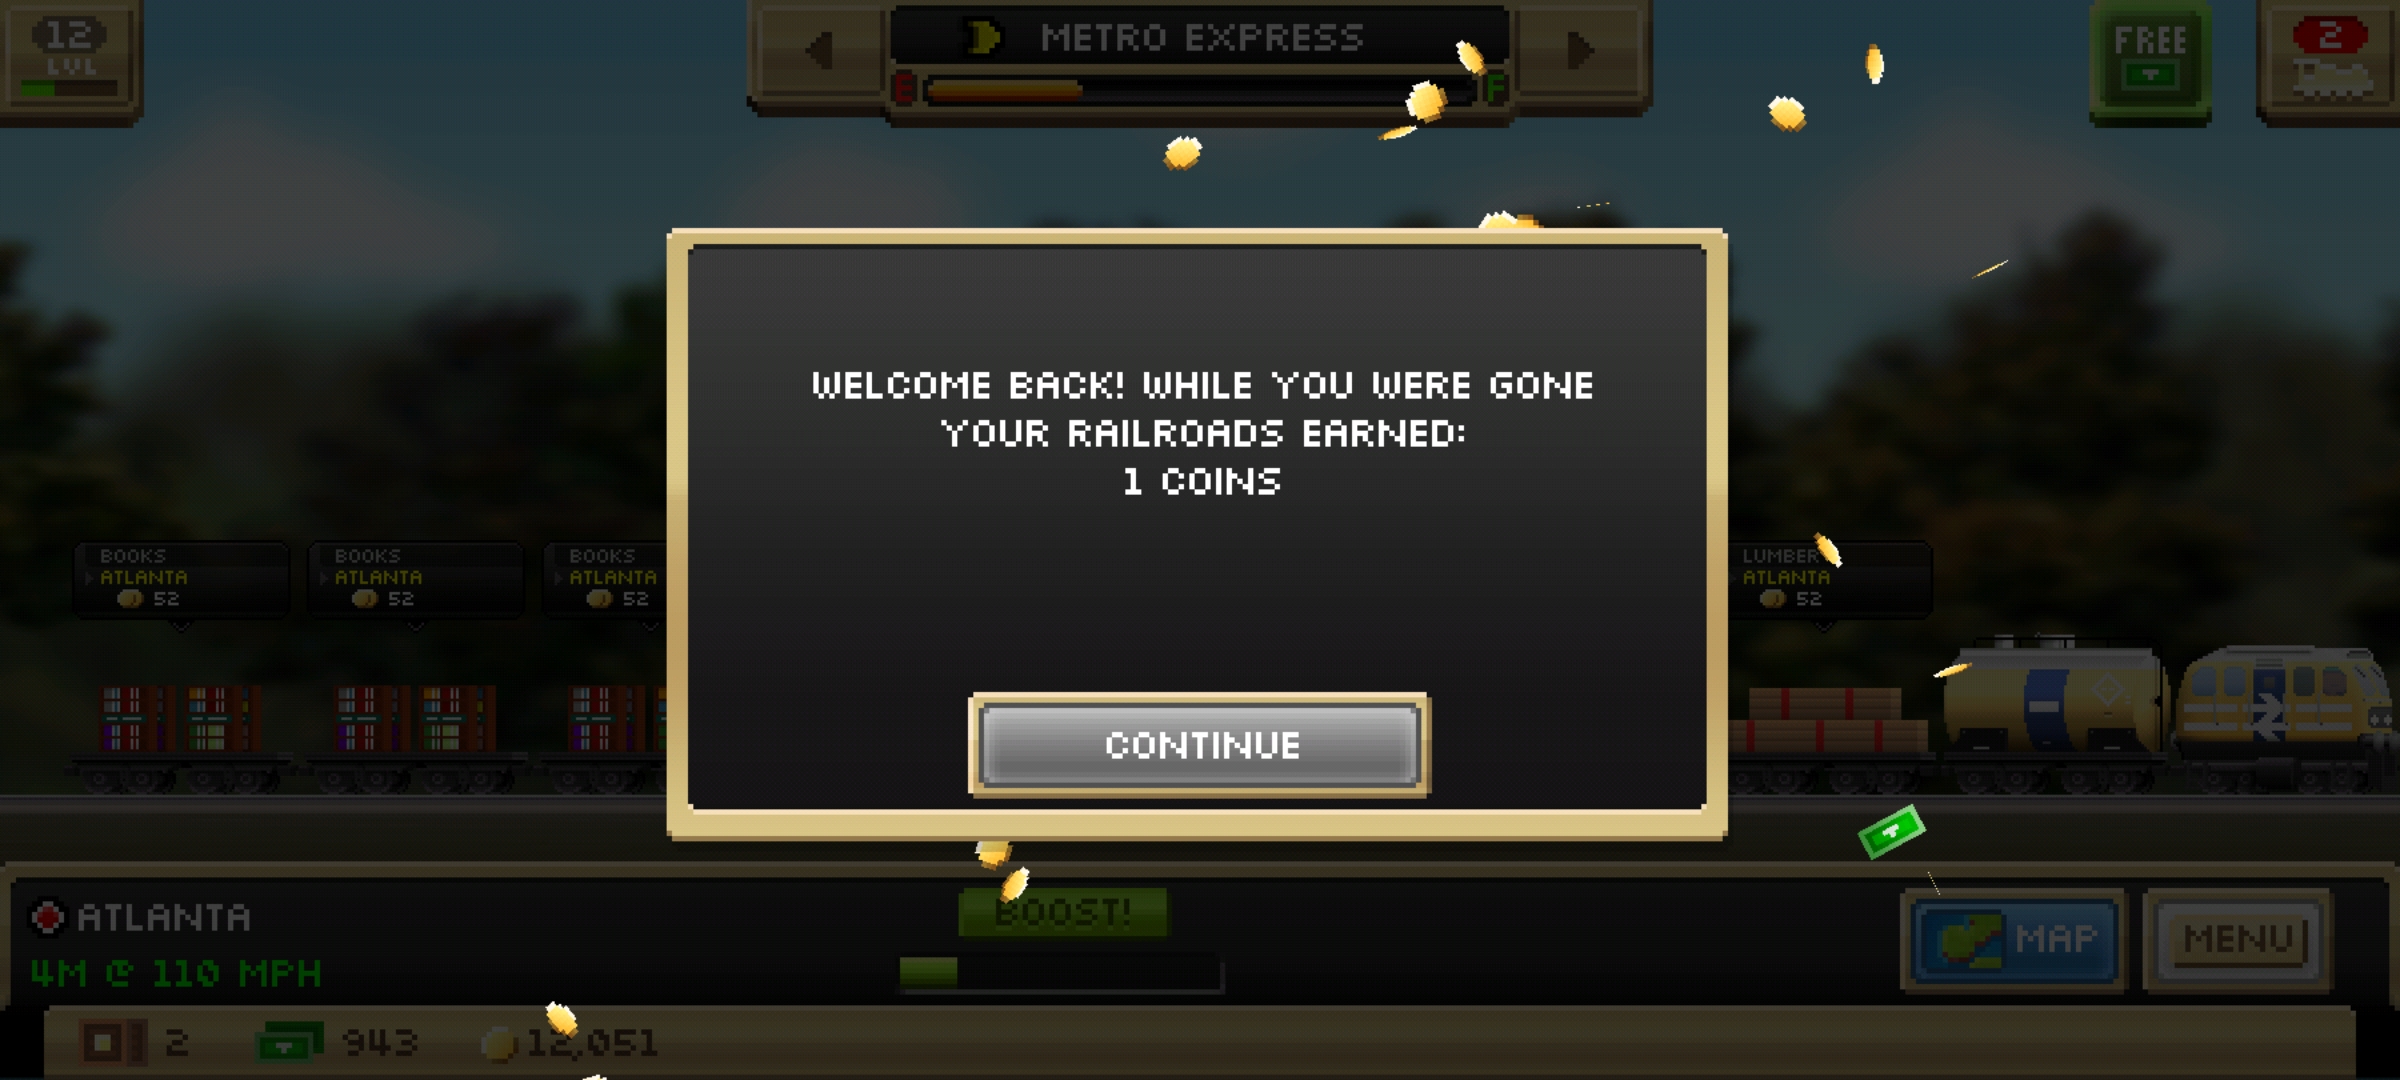 12
LVL
METRO EXPRESS
E F
FREE
2
WELCOME BACK! WHILE YOU WERE GONE
YOUR RAILROADS EARNED:
1 COINS
CONTINUE
BOOKS
ATLANTA
52
BOOKS
ATLANTA
52
BOOKS
ATLANTA
52
LUMBER
ATLANTA
52
ATLANTA
4M @ 110 MPH
BOOST!
MAP
MENU
2 943 12,051